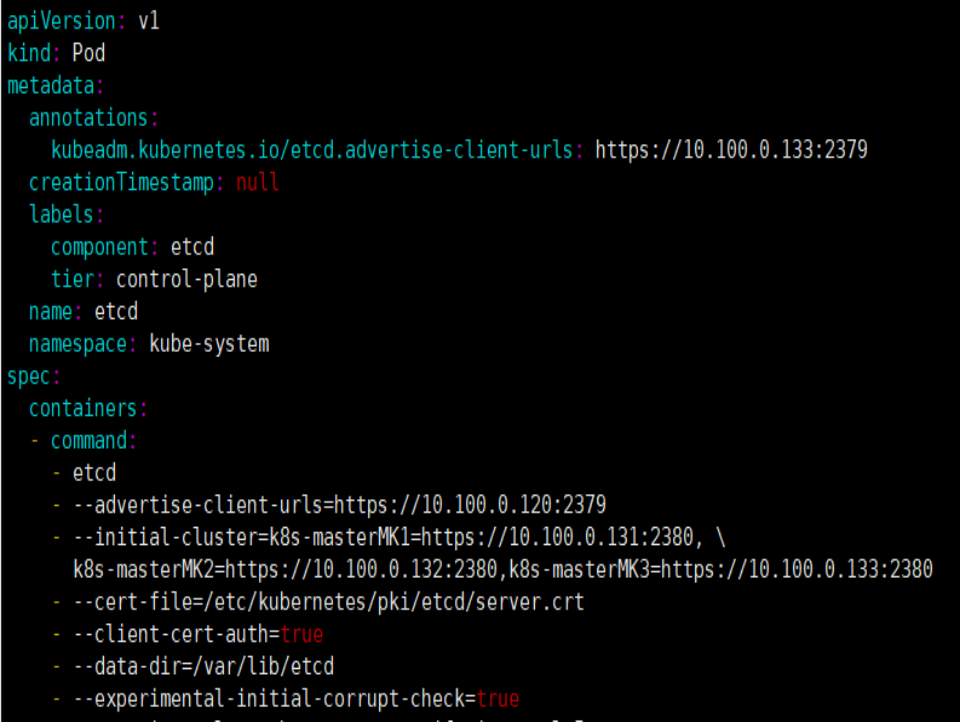 apiVersion: v1
kind: Pod
metadata:
  annotations:
    kubeadm.kubernetes.io/etcd.advertise-client-urls: https://10.100.0.133:2379
  creationTimestamp: null
  labels:
    component: etcd
    tier: control-plane
  name: etcd
  namespace: kube-system
spec:
  containers:
  - command:
    - etcd
    - --advertise-client-urls=https://10.100.0.120:2379
    - --initial-cluster=k8s-masterMK1=https://10.100.0.131:2380, \
      k8s-masterMK2=https://10.100.0.132:2380,k8s-masterMK3=https://10.100.0.133:2380
    - --cert-file=/etc/kubernetes/pki/etcd/server.crt
    - --client-cert-auth=true
    - --data-dir=/var/lib/etcd
    - --experimental-initial-corrupt-check=true